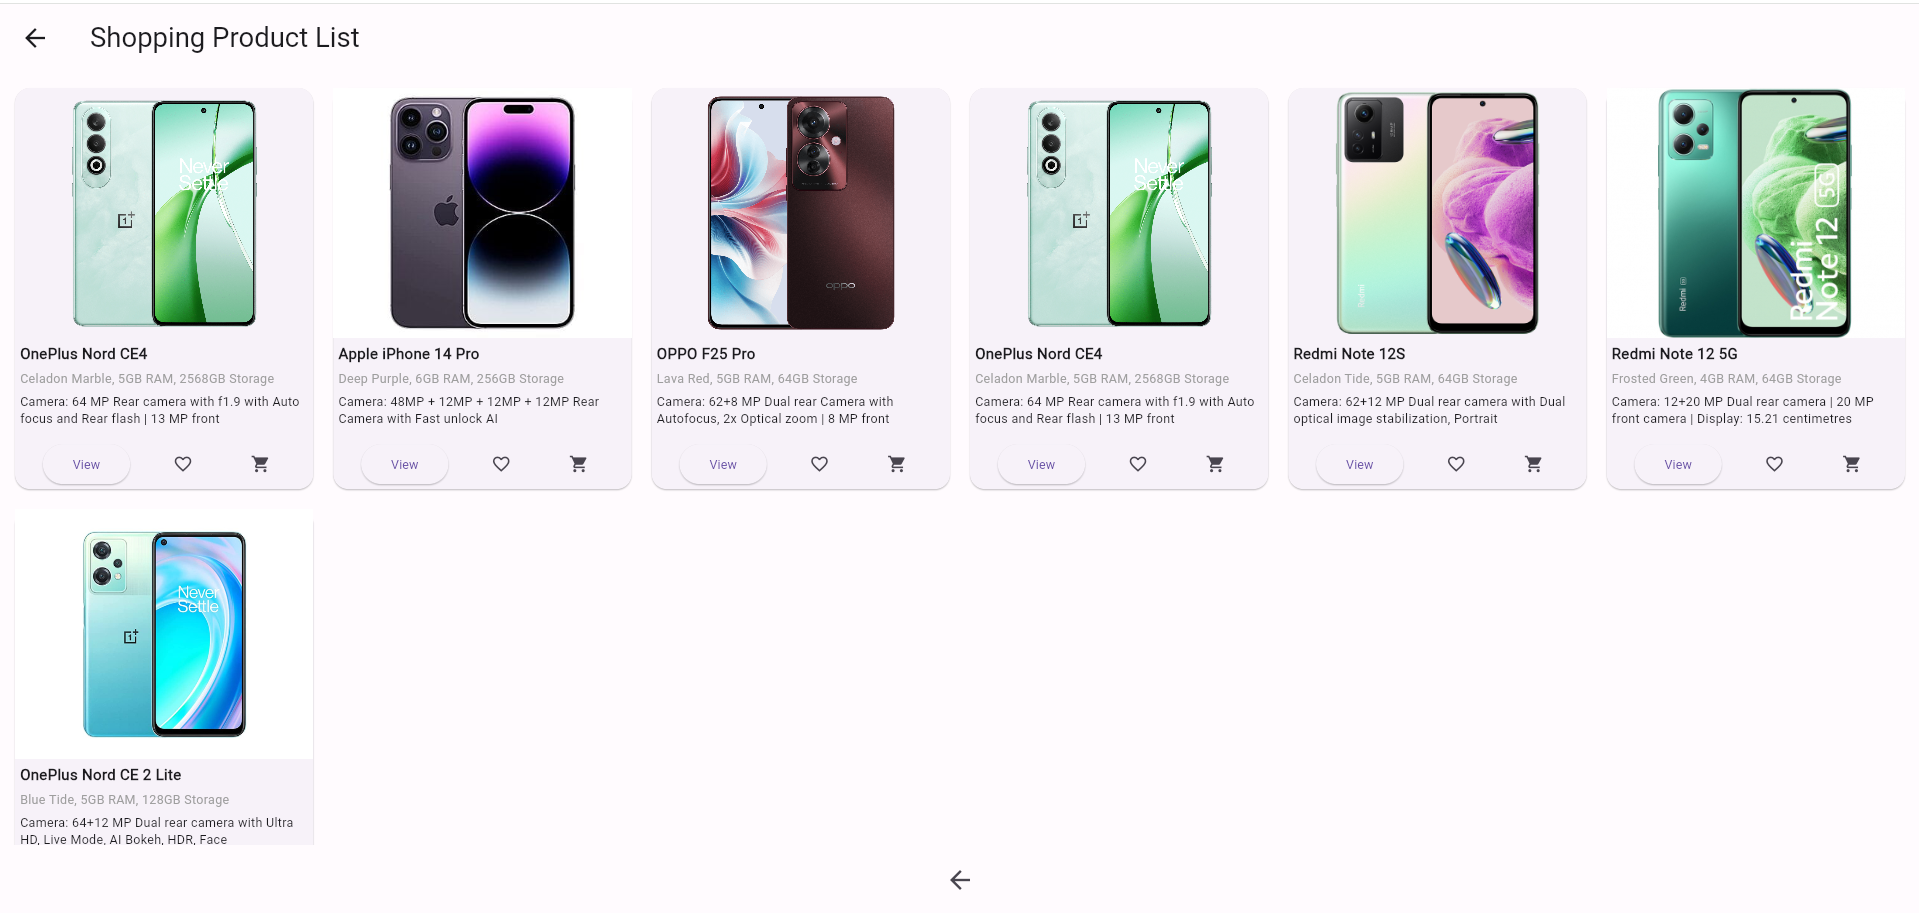 Shopping Product List
Never
Settle
OnePlus Nord CE4
Celadon Marble, 5GB RAM, 2568GB Storage
Camera: 64 MP Rear camera with f1.9 with Auto
focus and Rear flash | 13 MP front
View
Apple iPhone 14 Pro
Deep Purple, 6GB RAM, 256GB Storage
Camera: 48MP + 12MP + 12MP + 12MP Rear
Camera with Fast unlock AI
View
oppo
OPPO F25 Pro
Lava Red, 5GB RAM, 64GB Storage
Camera: 62+8 MP Dual rear Camera with
Autofocus, 2x Optical zoom | 8 MP front
View
Never
Settle
OnePlus Nord CE4
Celadon Marble, 5GB RAM, 2568GB Storage
Camera: 64 MP Rear camera with f1.9 with Auto
focus and Rear flash | 13 MP front
View
Redmi
Redmi Note 12S
Celadon Tide, 5GB RAM, 64GB Storage
Camera: 62+12 MP Dual rear camera with Dual
optical image stabilization, Portrait
View
Redmi
Redmi
Note 12 5G
Redmi Note 12 5G
Frosted Green, 4GB RAM, 64GB Storage
Camera: 12+20 MP Dual rear camera | 20 MP
front camera | Display: 15.21 centimetres
View
Never
Settle
OnePlus Nord CE 2 Lite
Blue Tide, 5GB RAM, 128GB Storage
Camera: 64+12 MP Dual rear camera with Ultra
HD, Live Mode, AI Bokeh, HDR, Face